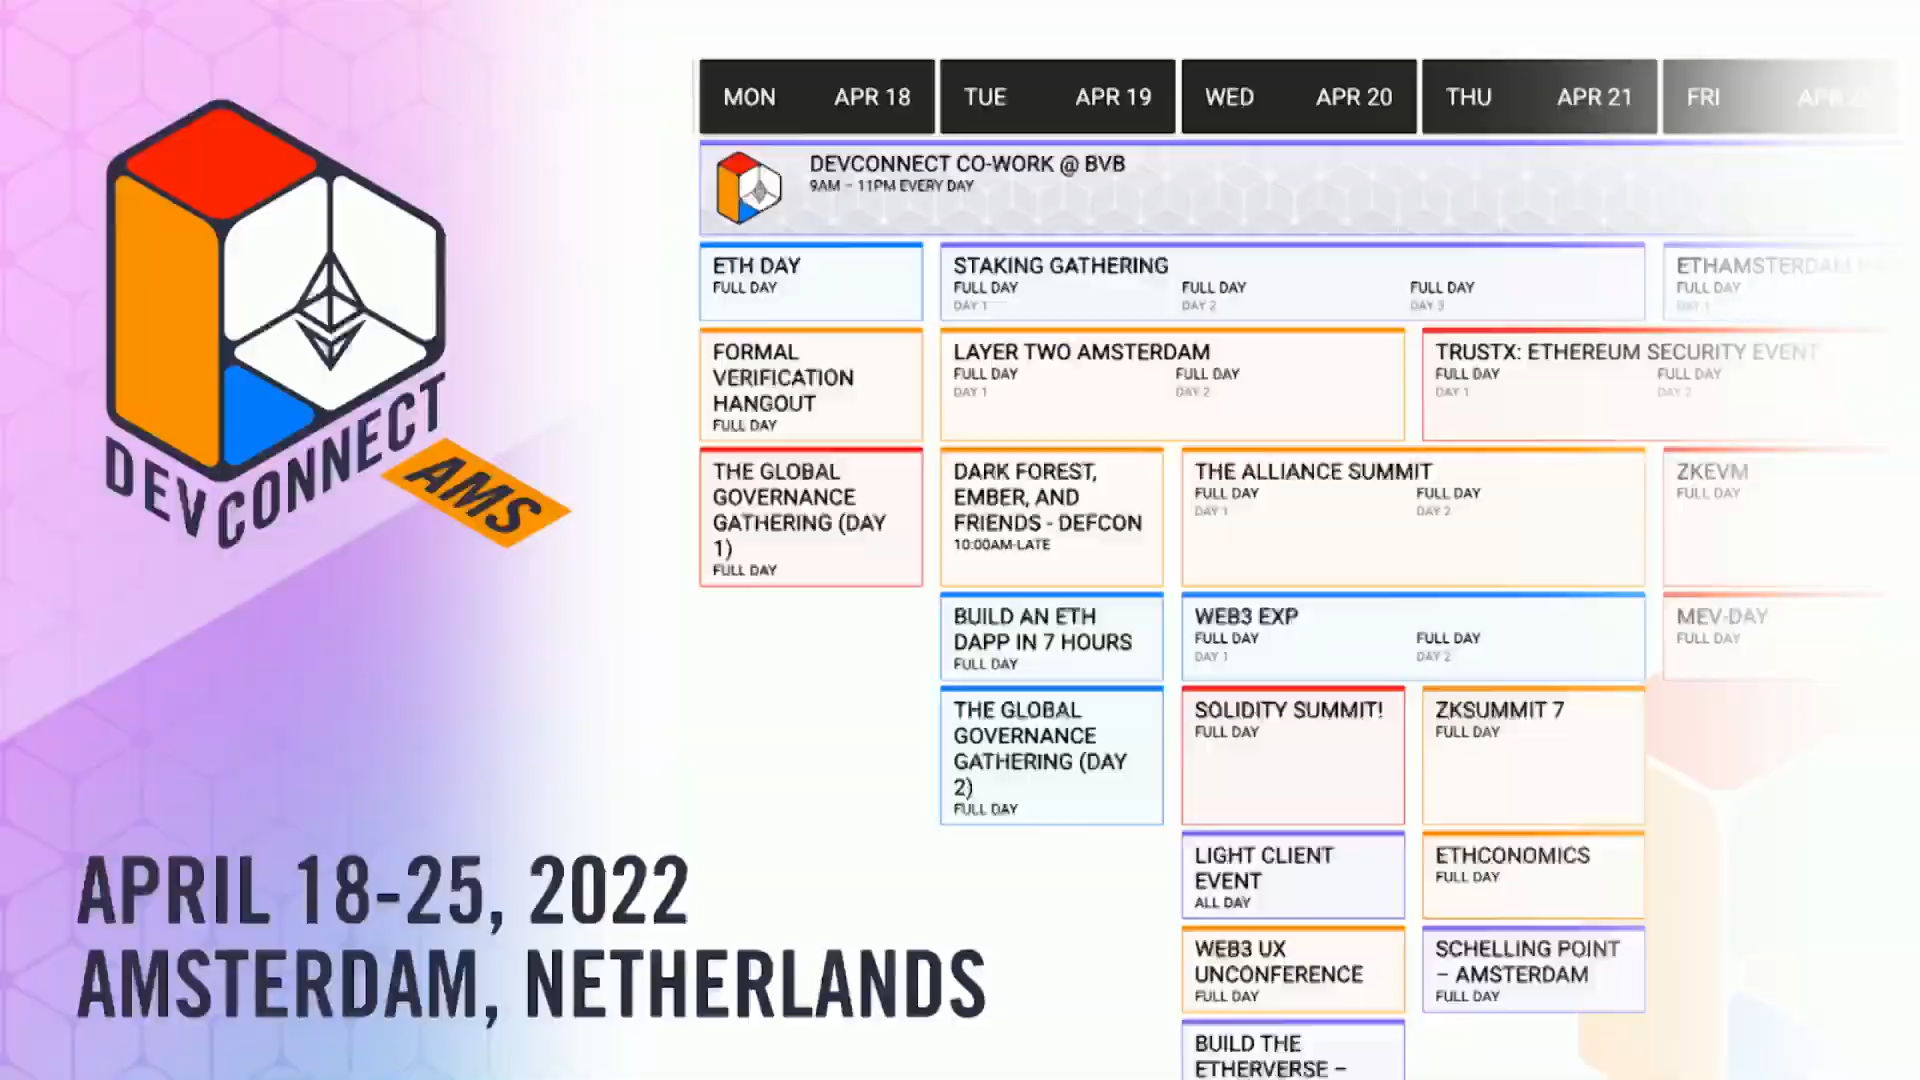 DEVCONNECT
AMS
APRIL 18-25, 2022
AMSTERDAM, NETHERLANDS
MON APR 18
TUE APR 19
WED APR 20
THU APR 21
FRI APR
DEVCONNECT CO-WORK @ BVB
9AM – 11PM EVERY DAY
ETH DAY
FULL DAY
STAKING GATHERING
FULL DAY FULL DAY FULL DAY
DAY 1 DAY 2 DAY 3
ETHAMSTERDAM
FULL DAY
DAY 1
FORMAL
VERIFICATION
HANGOUT
FULL DAY
LAYER TWO AMSTERDAM
FULL DAY FULL DAY
DAY 1 DAY 2
TRUSTX: ETHEREUM SECURITY EVENT
FULL DAY FULL DAY
DAY 1 DAY 2
THE GLOBAL
GOVERNANCE
GATHERING (DAY
1)
FULL DAY
DARK FOREST,
EMBER, AND
FRIENDS - DEFCON
10:00AM-LATE
THE ALLIANCE SUMMIT
FULL DAY FULL DAY
DAY 1 DAY 2
ZKEVM
FULL DAY
BUILD AN ETH
DAPP IN 7 HOURS
FULL DAY
WEB3 EXP
FULL DAY FULL DAY
DAY 1 DAY 2
MEV-DAY
FULL DAY
THE GLOBAL
GOVERNANCE
GATHERING (DAY
2)
FULL DAY
SOLIDITY SUMMIT!
FULL DAY
ZKSUMMIT 7
FULL DAY
LIGHT CLIENT
EVENT
ALL DAY
ETHCONOMICS
FULL DAY
WEB3 UX
UNCONFERENCE
FULL DAY
SCHELLING POINT
– AMSTERDAM
FULL DAY
BUILD THE
ETHERVERSE –